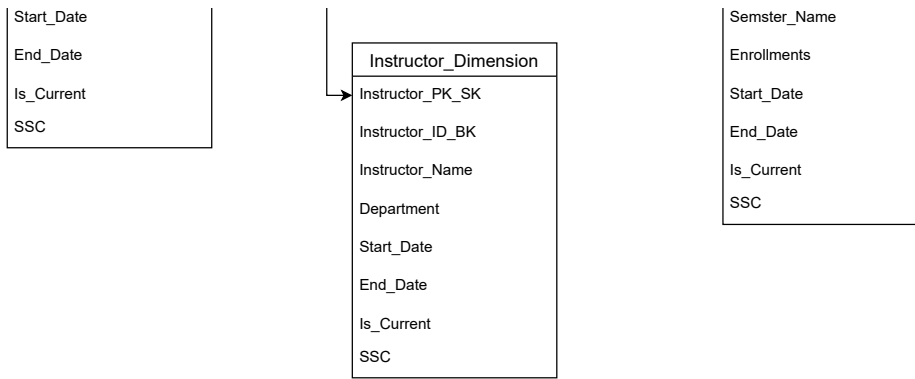 Start_Date
End_Date
Is_Current
SSC
Instructor_Dimension
Instructor_PK_SK
Instructor_ID_BK
Instructor_Name
Department
Start_Date
End_Date
Is_Current
SSC
Semster_Name
Enrollments
Start_Date
End_Date
Is_Current
SSC